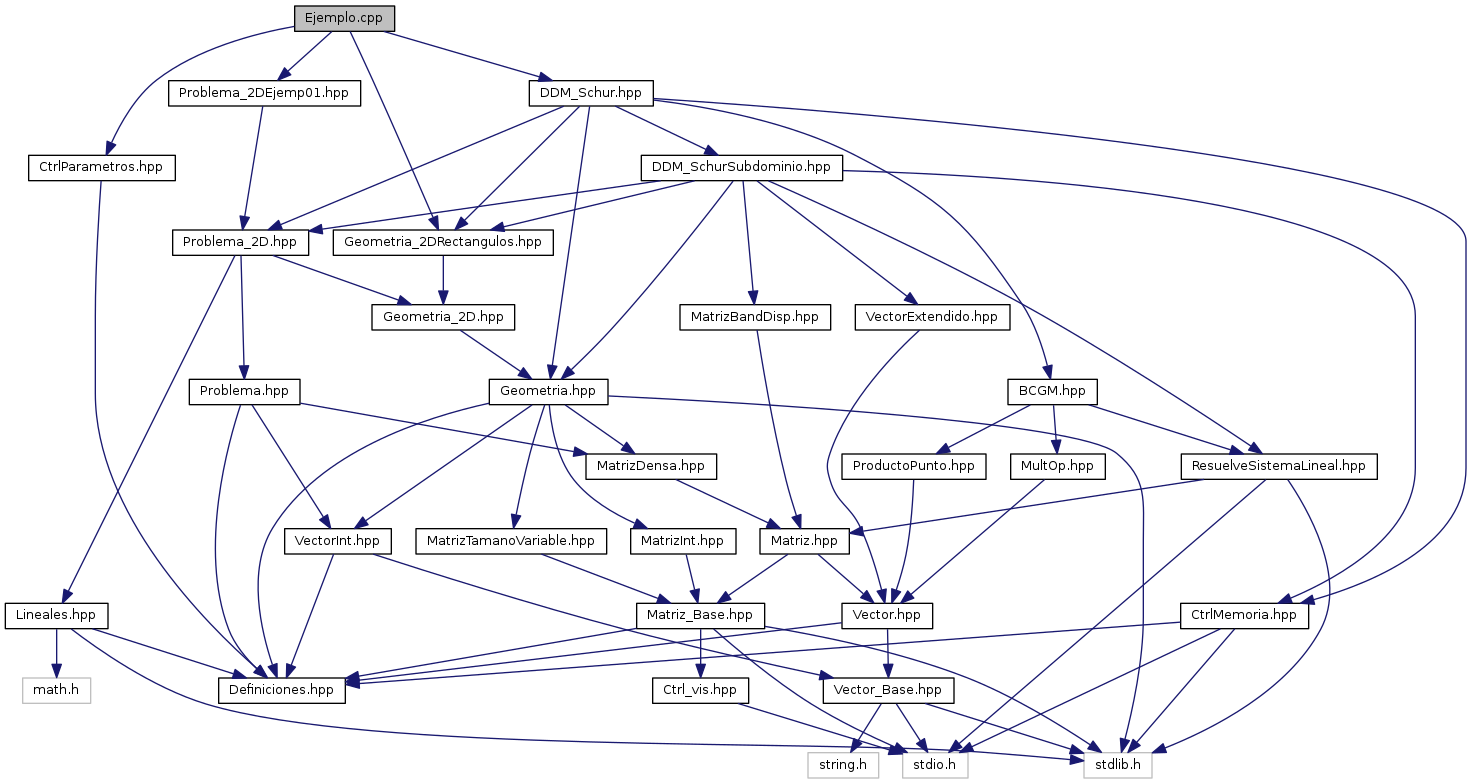 Ejemplo.cpp
Problema_2DEjemp01.hpp
DDM_Schur.hpp
CtrlParametros.hpp
DDM_SchurSubdominio.hpp
Problema_2D.hpp
Geometria_2DRectangulos.hpp
Geometria_2D.hpp
MatrizBandDisp.hpp
VectorExtendido.hpp
Problema.hpp
Geometria.hpp
BCGM.hpp
MatrizDensa.hpp
ProductoPunto.hpp
MultOp.hpp
ResuelveSistemaLineal.hpp
VectorInt.hpp
MatrizTamanoVariable.hpp
MatrizInt.hpp
Matriz.hpp
Lineales.hpp
Matriz_Base.hpp
Vector.hpp
CtrlMemoria.hpp
math.h
Definiciones.hpp
Ctrl_vis.hpp
Vector_Base.hpp
string.h
stdio.h
stdlib.h